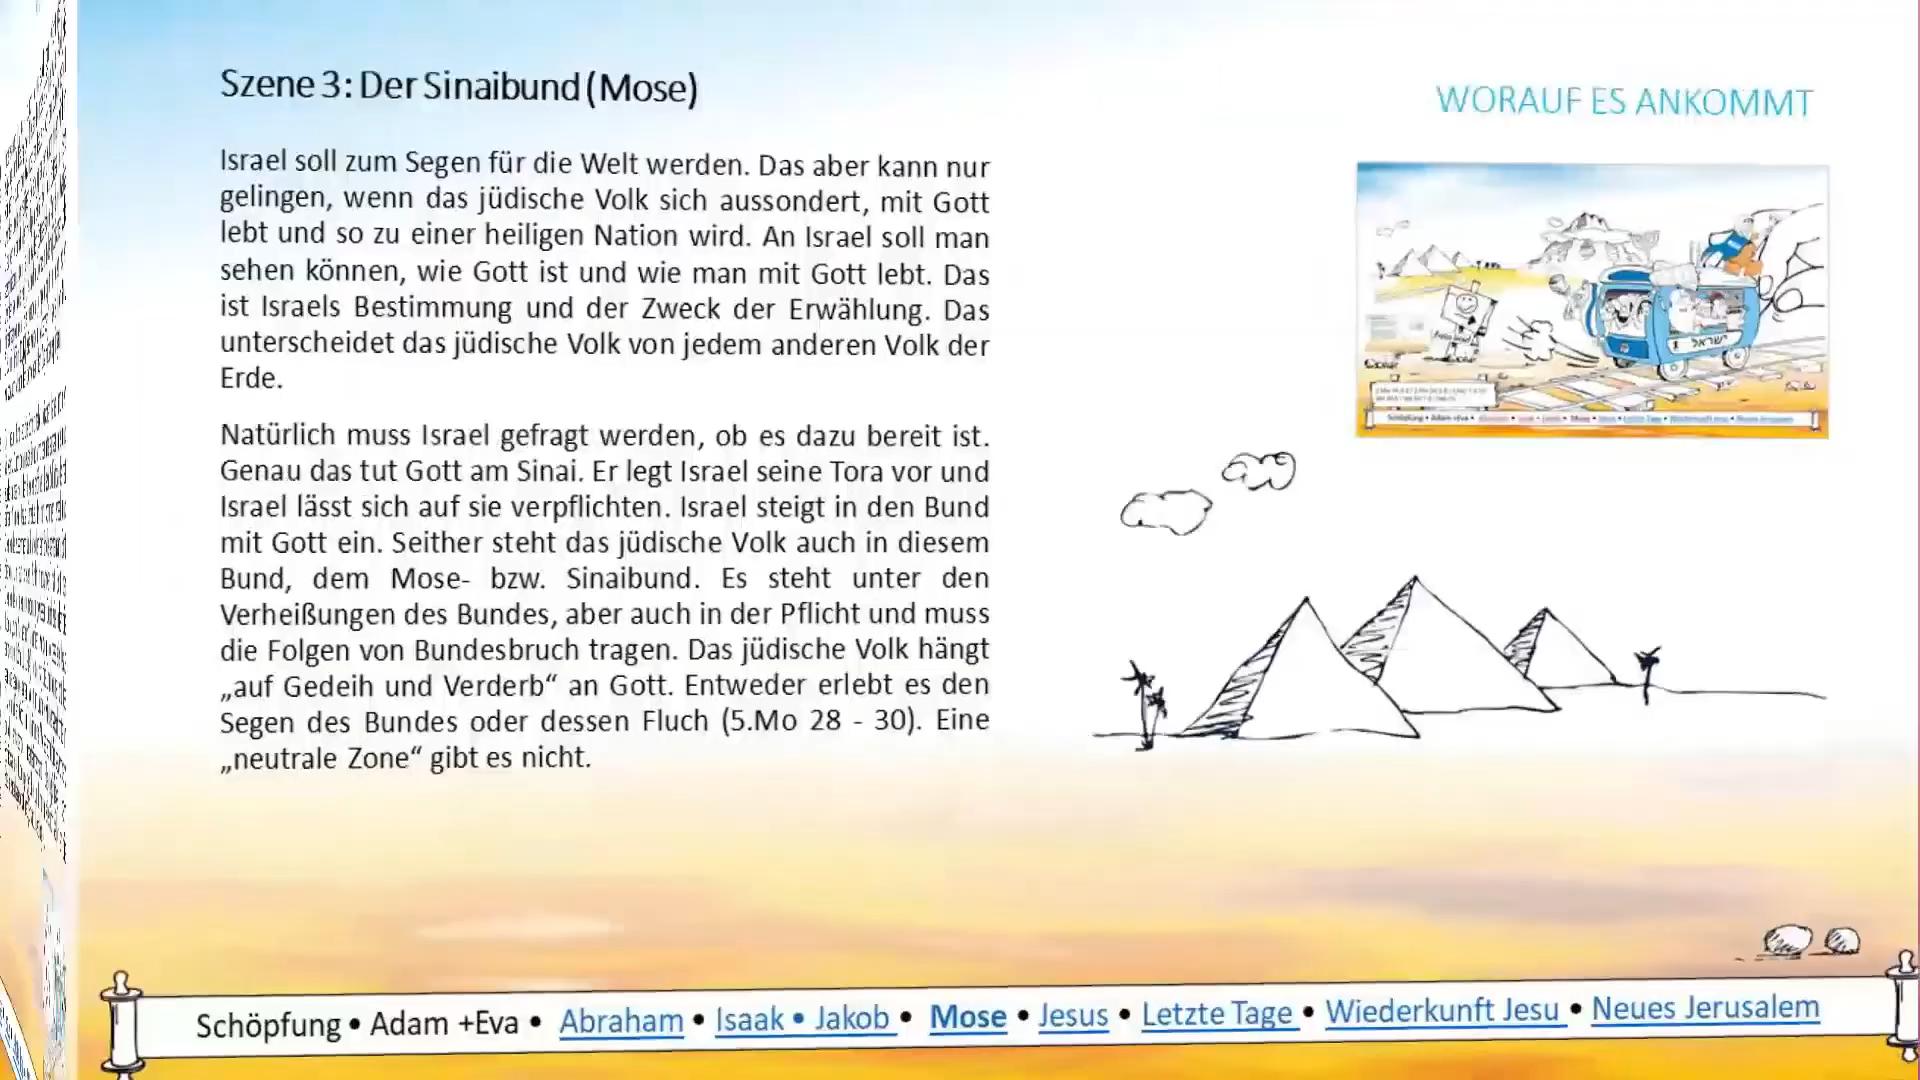 Szene 3: Der Sinaibund (Mose)
WORAUF ES ANKOMMT
Israel soll zum Segen für die Welt werden. Das aber kann nur
gelingen, wenn das jüdische Volk sich aussondert, mit Gott
lebt und so zu einer heiligen Nation wird. An Israel soll man
sehen können, wie Gott ist und wie man mit Gott lebt. Das
ist Israels Bestimmung und der Zweck der Erwählung. Das
unterscheidet das jüdische Volk von jedem anderen Volk der
Erde.
Natürlich muss Israel gefragt werden, ob es dazu bereit ist.
Genau das tut Gott am Sinai. Er legt Israel seine Tora vor und
Israel lässt sich auf sie verpflichten. Israel steigt in den Bund
mit Gott ein. Seither steht das jüdische Volk auch in diesem
Bund, dem Mose- bzw. Sinaibund. Es steht unter den
Verheißungen des Bundes, aber auch in der Pflicht und muss
die Folgen von Bundesbruch tragen. Das jüdische Volk hängt
„auf Gedeih und Verderb“ an Gott. Entweder erlebt es den
Segen des Bundes oder dessen Fluch (5.Mo 28 - 30). Eine
„neutrale Zone“ gibt es nicht.
ישראל
Schöpfung • Adam +Eva • Abraham • Isaak • Jakob • Mose • Jesus • Letzte Tage • Wiederkunft Jesu • Neues Jerusalem